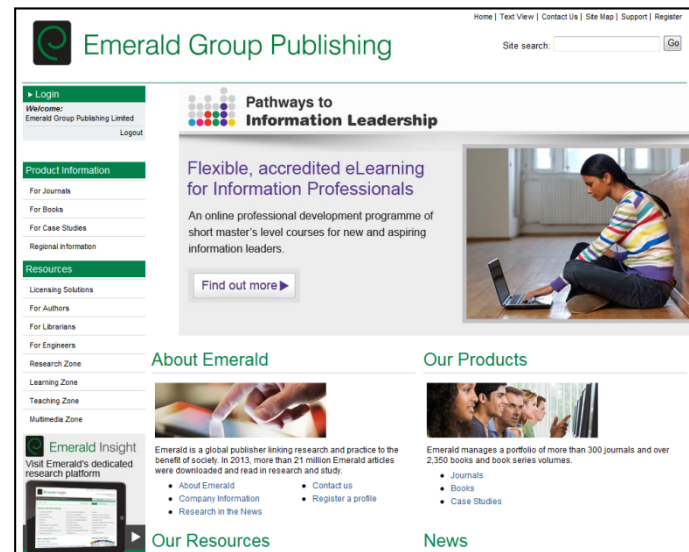 Home | Text View | Contact Us | Site Map | Support | Register
Emerald Group Publishing
Site search:
Go
Login
Welcome:
Emerald Group Publishing Limited
Logout
Product Information
For Journals
For Books
For Case Studies
Regional information
Resources
Licensing Solutions
For Authors
For Librarians
For Engineers
Research Zone
Learning Zone
Teaching Zone
Multimedia Zone
Emerald Insight
Visit Emerald's dedicated
research platform
Pathways to
Information Leadership
Flexible, accredited eLearning
for Information Professionals
An online professional development programme of
short master's level courses for new and aspiring
information leaders.
Find out more
About Emerald
Emerald is a global publisher linking research and practice to the
benefit of society. In 2013, more than 21 million Emerald articles
were downloaded and read in research and study.
About Emerald
Company Information
Research in the News
Contact us
Register a profile
Our Products
Emerald manages a portfolio of more than 300 journals and over
2,350 books and book series volumes.
Journals
Books
Case Studies
Our Resources
News